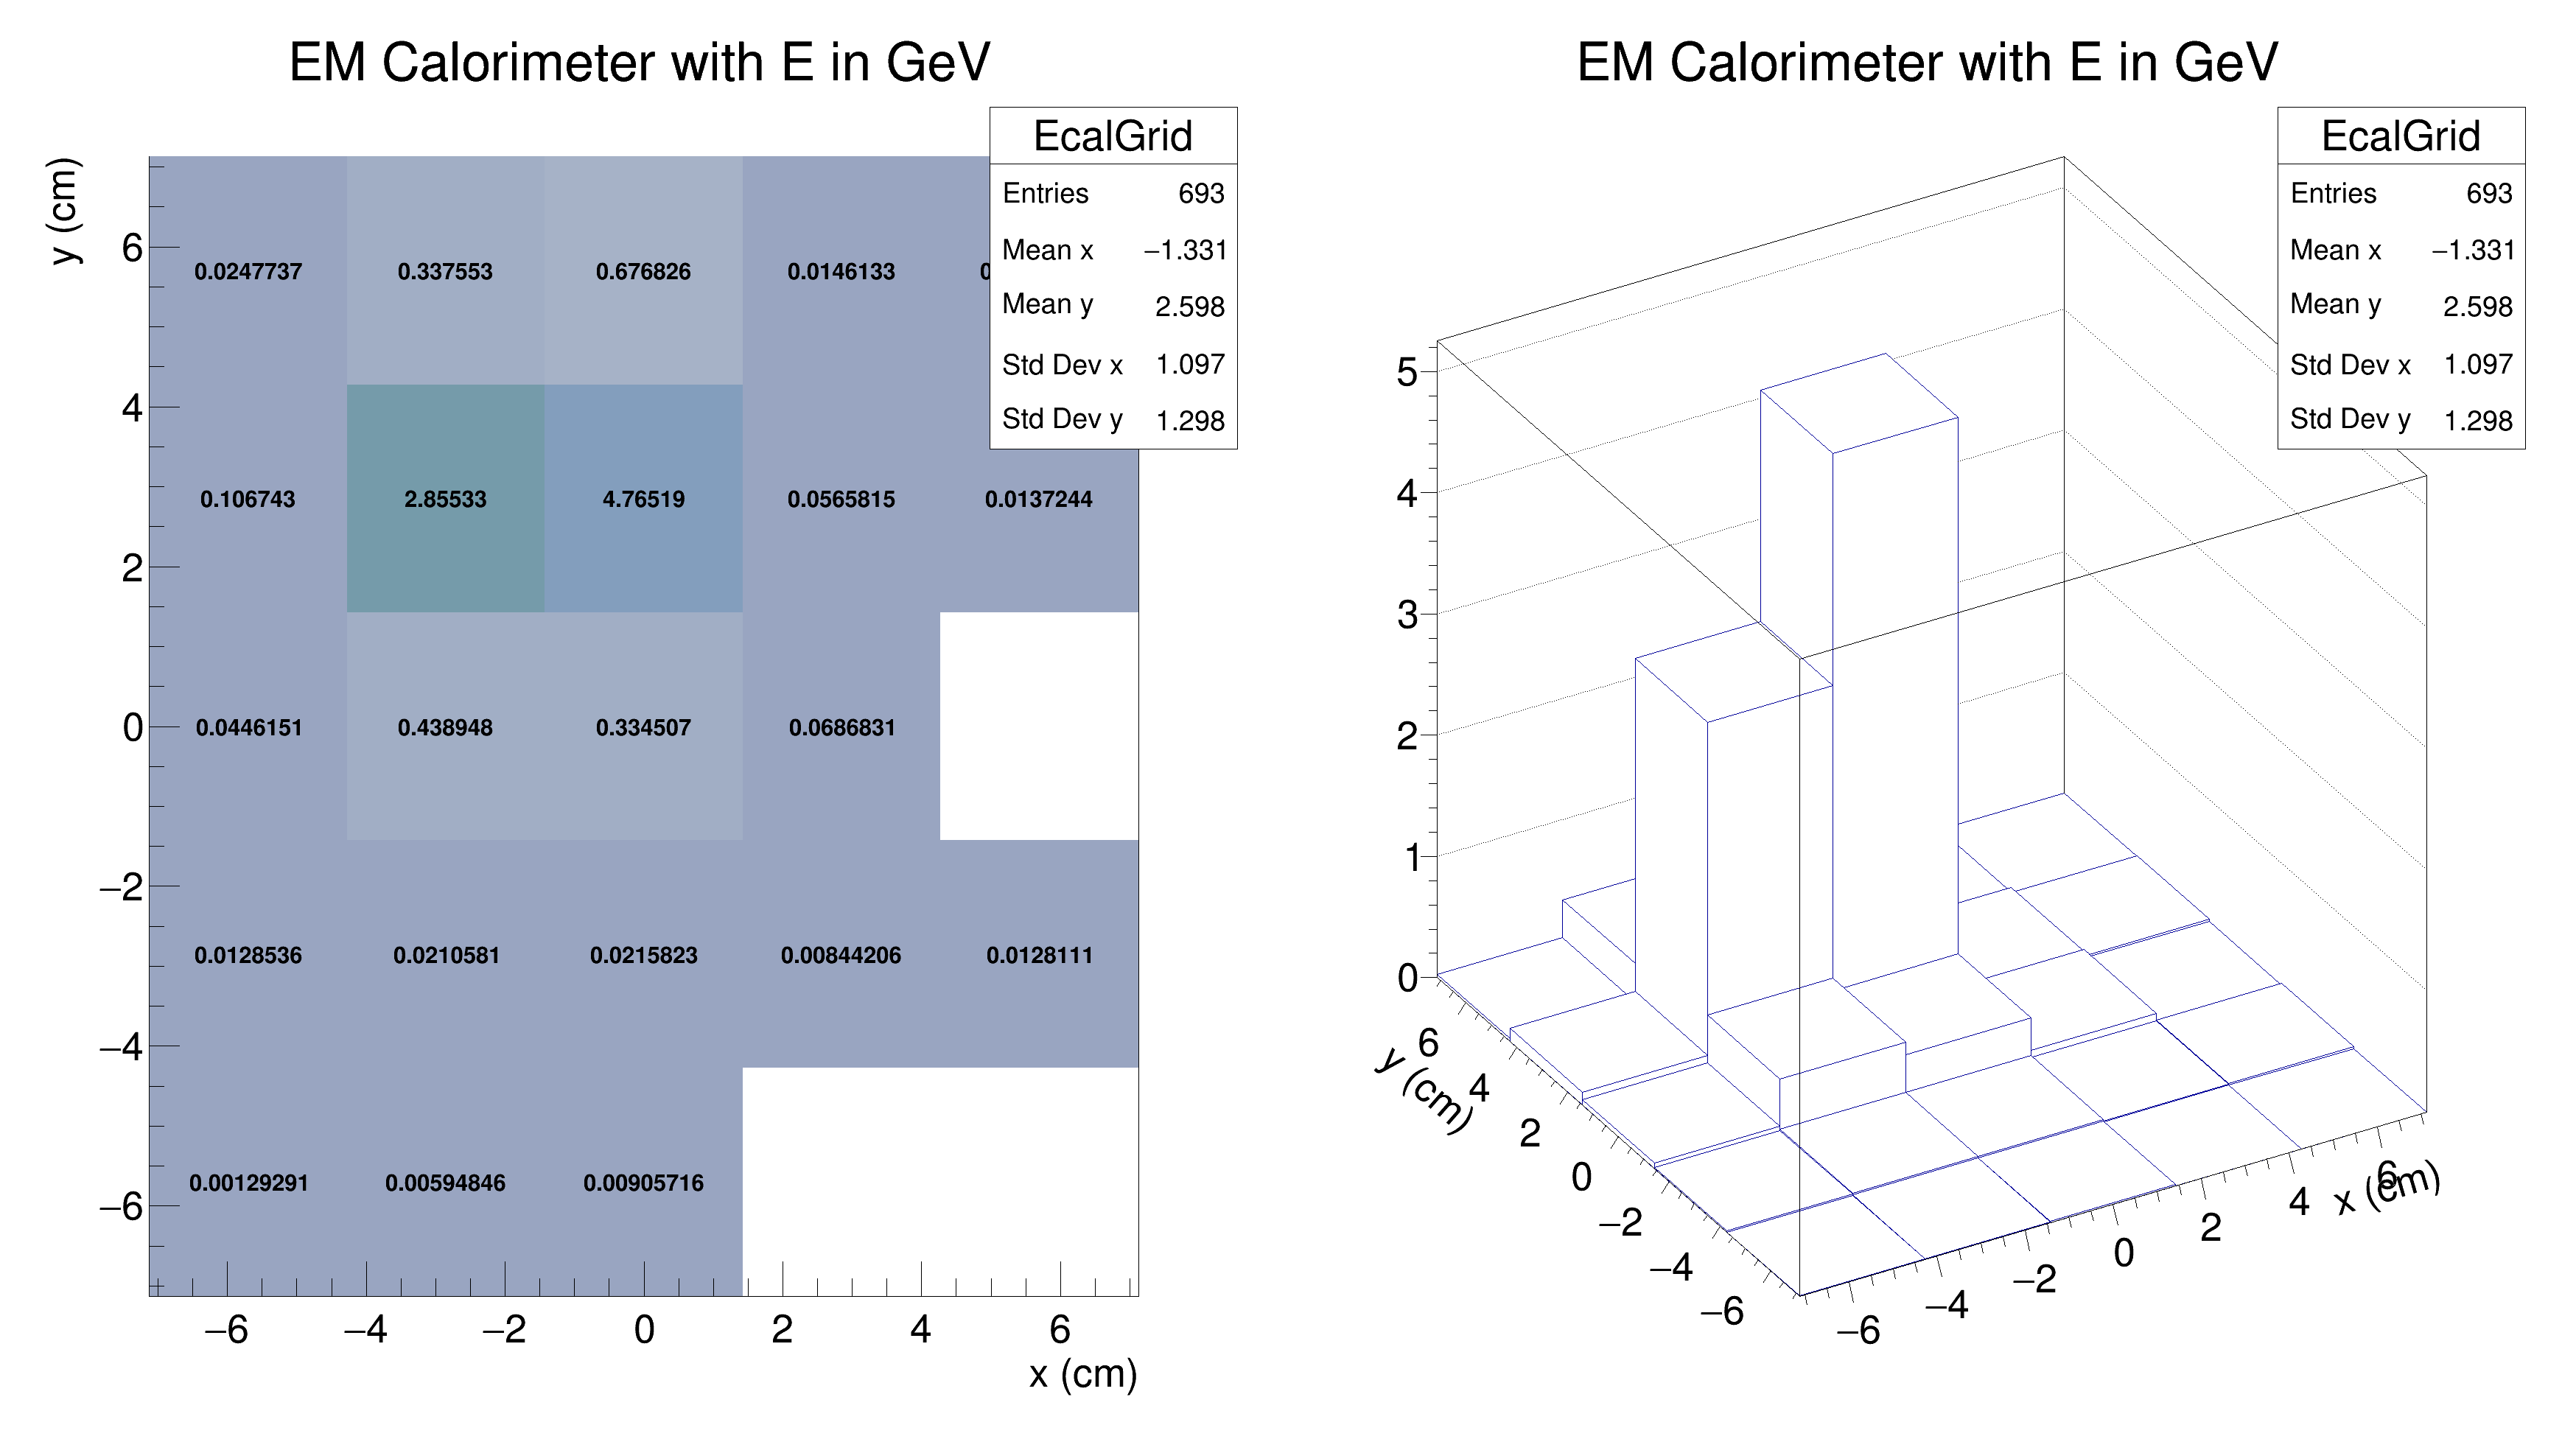 EM Calorimeter with E in GeV
EcalGrid
Entries 693
Mean x −1.331
Mean y 2.598
Std Dev x 1.097
Std Dev y 1.298
y (cm)
6
4
2
0
−2
−4
−6
0.0247737 0.337553 0.676826 0.0146133
0.106743 2.85533 4.76519 0.0565815 0.0137244
0.0446151 0.438948 0.334507 0.0686831
0.0128536 0.0210581 0.0215823 0.00844206 0.0128111
0.00129291 0.00594846 0.00905716
−6 −4 −2 0 2 4 6
x (cm)
EM Calorimeter with E in GeV
EcalGrid
Entries 693
Mean x −1.331
Mean y 2.598
Std Dev x 1.097
Std Dev y 1.298
5
4
3
2
1
0
6
4
2
0
−2
−4
−6
y (cm)
−6
−4
−2
0
2
4
6
x (cm)